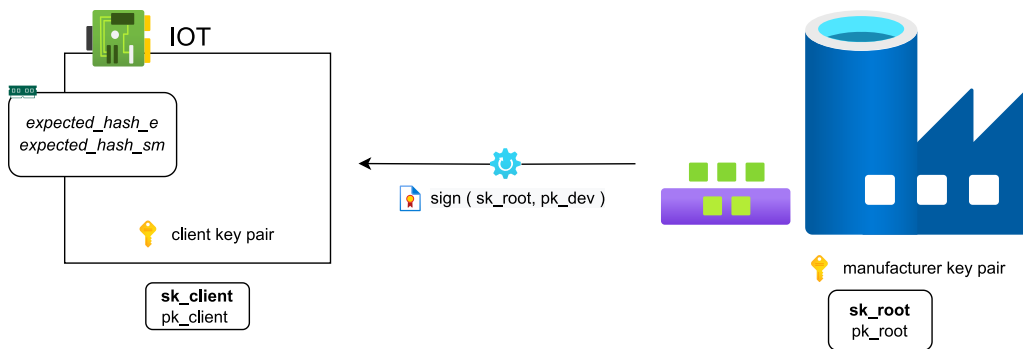 IOT
expected_hash_e
expected_hash_sm
sign ( sk_root, pk_dev )
client key pair
sk_client
pk_client
manufacturer key pair
sk_root
pk_root